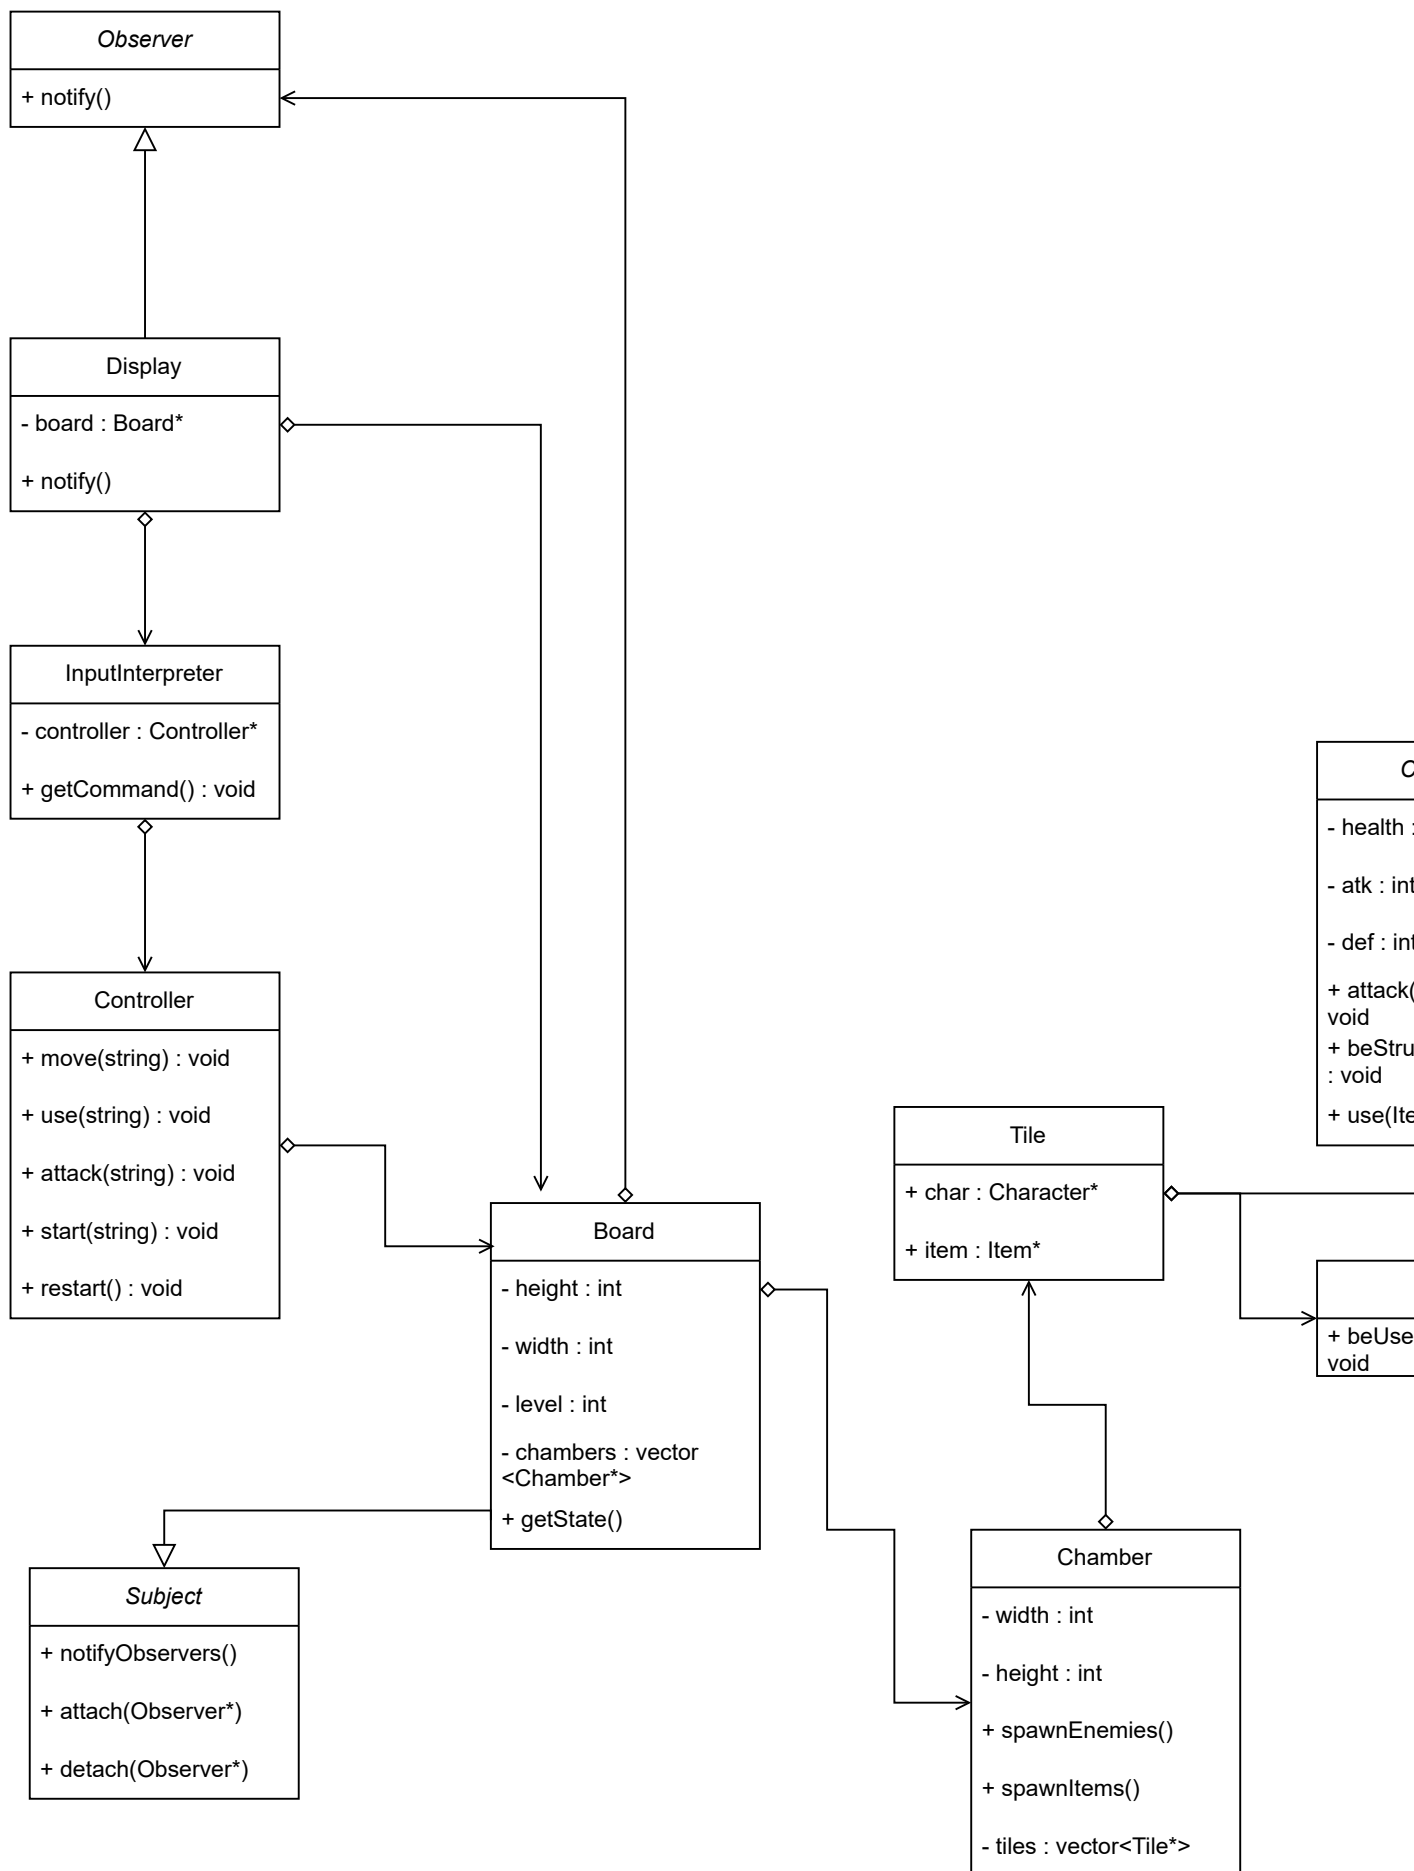 Observer
+ notify()
Display
- board : Board*
+ notify()
InputInterpreter
- controller : Controller*
+ getCommand() : void
Controller
+ move(string) : void
+ use(string) : void
+ attack(string) : void
+ start(string) : void
+ restart() : void
Board
- height : int
- width : int
- level : int
- chambers : vector
<Chamber*>
+ getState()
Subject
+ notifyObservers()
+ attach(Observer*)
+ detach(Observer*)
Tile
+ char : Character*
+ item : Item*
Chamber
- width : int
- height : int
+ spawnEnemies()
+ spawnItems()
- tiles : vector<Tile*>
- health :
- atk : int
- def : int
+ attack(
void
+ beStru
: void
+ use(Ite
+ beUse
void